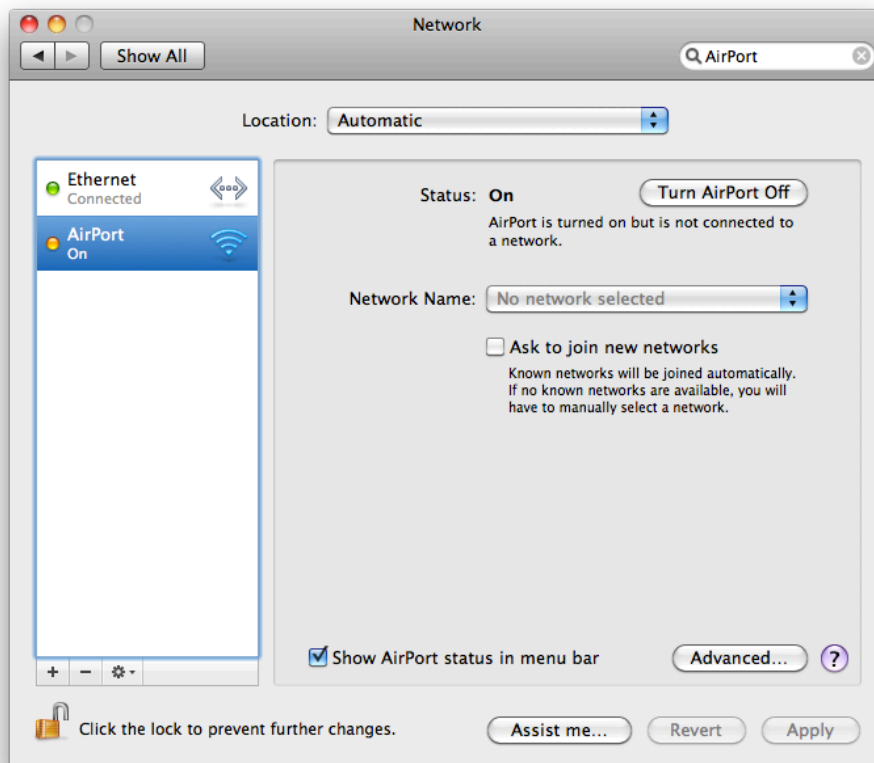 Network
Show All
AirPort
Location: Automatic
Ethernet
Connected
AirPort
On
Status: On
Turn AirPort Off
AirPort is turned on but is not connected to
a network.
Network Name: No network selected
Ask to join new networks
Known networks will be joined automatically.
If no known networks are available, you will
have to manually select a network.
Show AirPort status in menu bar
Advanced...
?
Click the lock to prevent further changes.
Assist me...
Revert
Apply